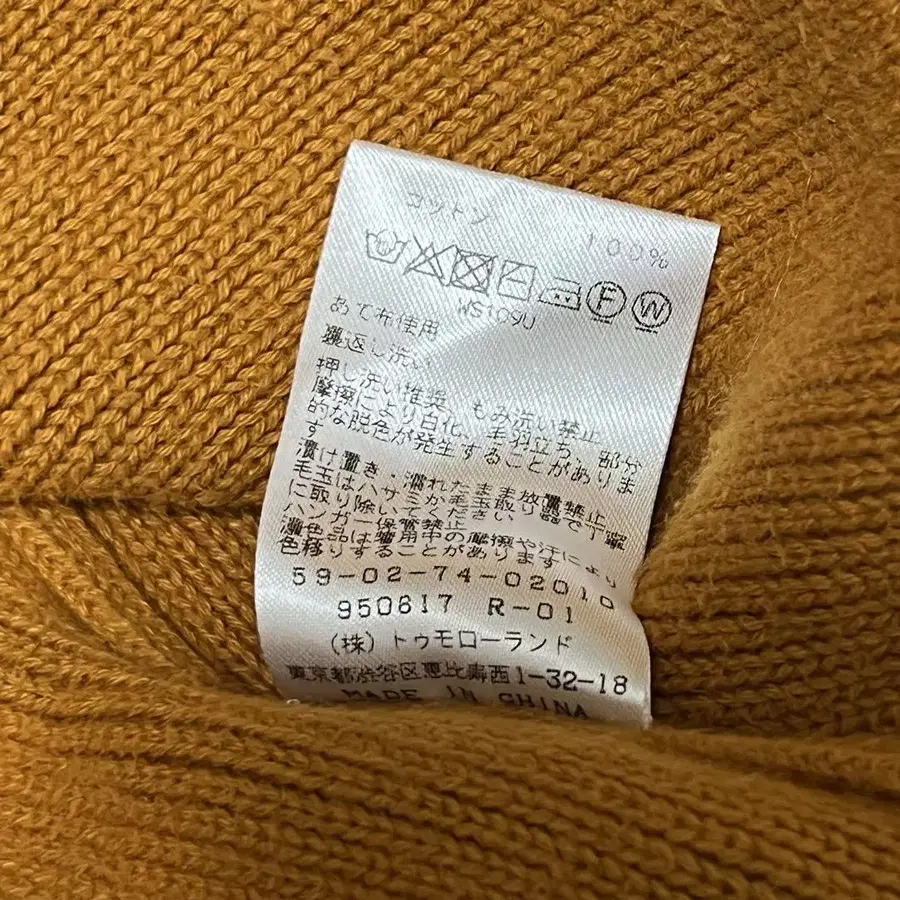 コットン 100%
F W
WS109U
あて布使用
裏返し洗い
押し洗い推奨 もみ洗い禁止
摩擦により白化、毛羽立ち、部分
的な脱色が発生することがありま
す
漬け置き・濡れたまま放置禁止
毛玉はハサミか毛玉取り器で丁寧
に取り除いてください
ハンガー保管禁止
濃色品は着用中の摩擦や汗により
色移りすることがあります
59-02-74-02010
950617 R-01
(株)トゥモローランド
東京都渋谷区恵比寿西1-32-18
MADE IN CHINA